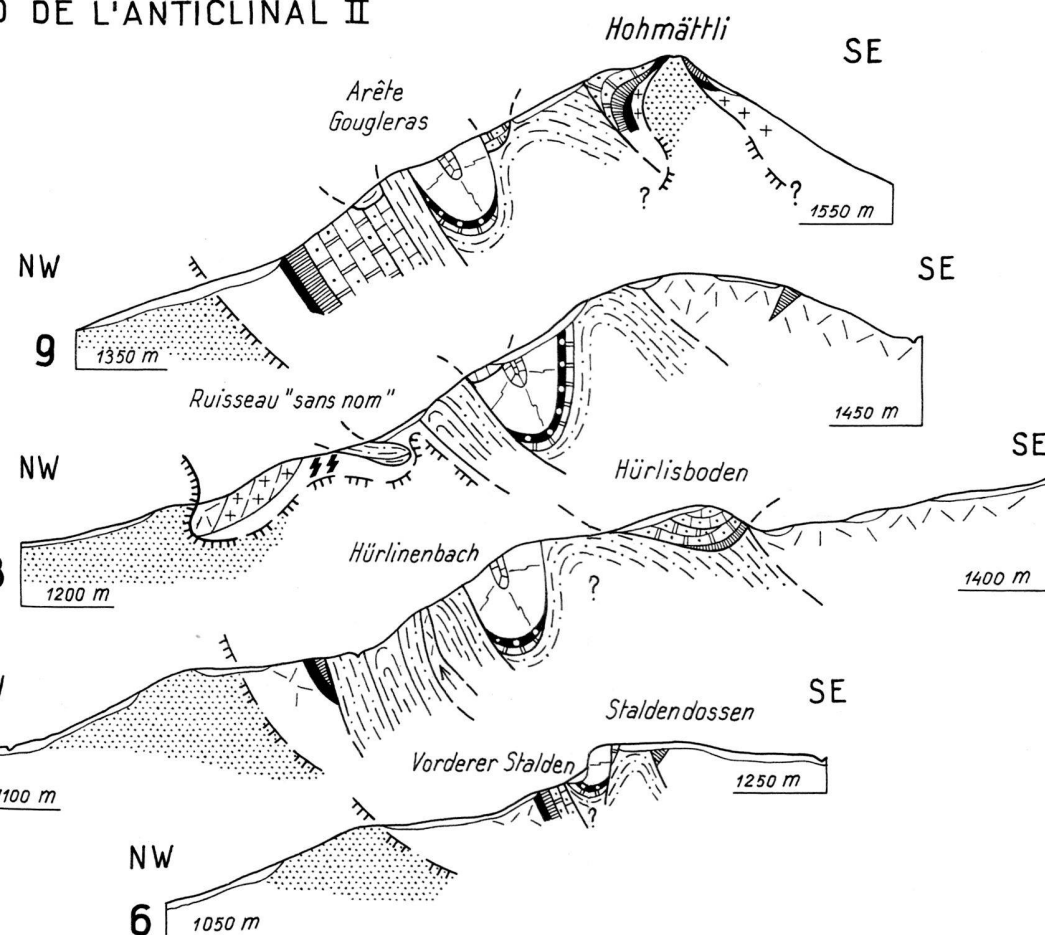 DE L'ANTICLINAL II
Hohmättli
SE
Arête
Gougleras
?
?
1550 m
NW
9
1350 m
SE
Ruisseau "sans nom"
1450 m
NW
1200 m
Hürlisboden
SE
Hürlinenbach
?
1400 m
100 m
SE
Staldendossen
Vorderer Stalden
1250 m
?
NW
6
1050 m